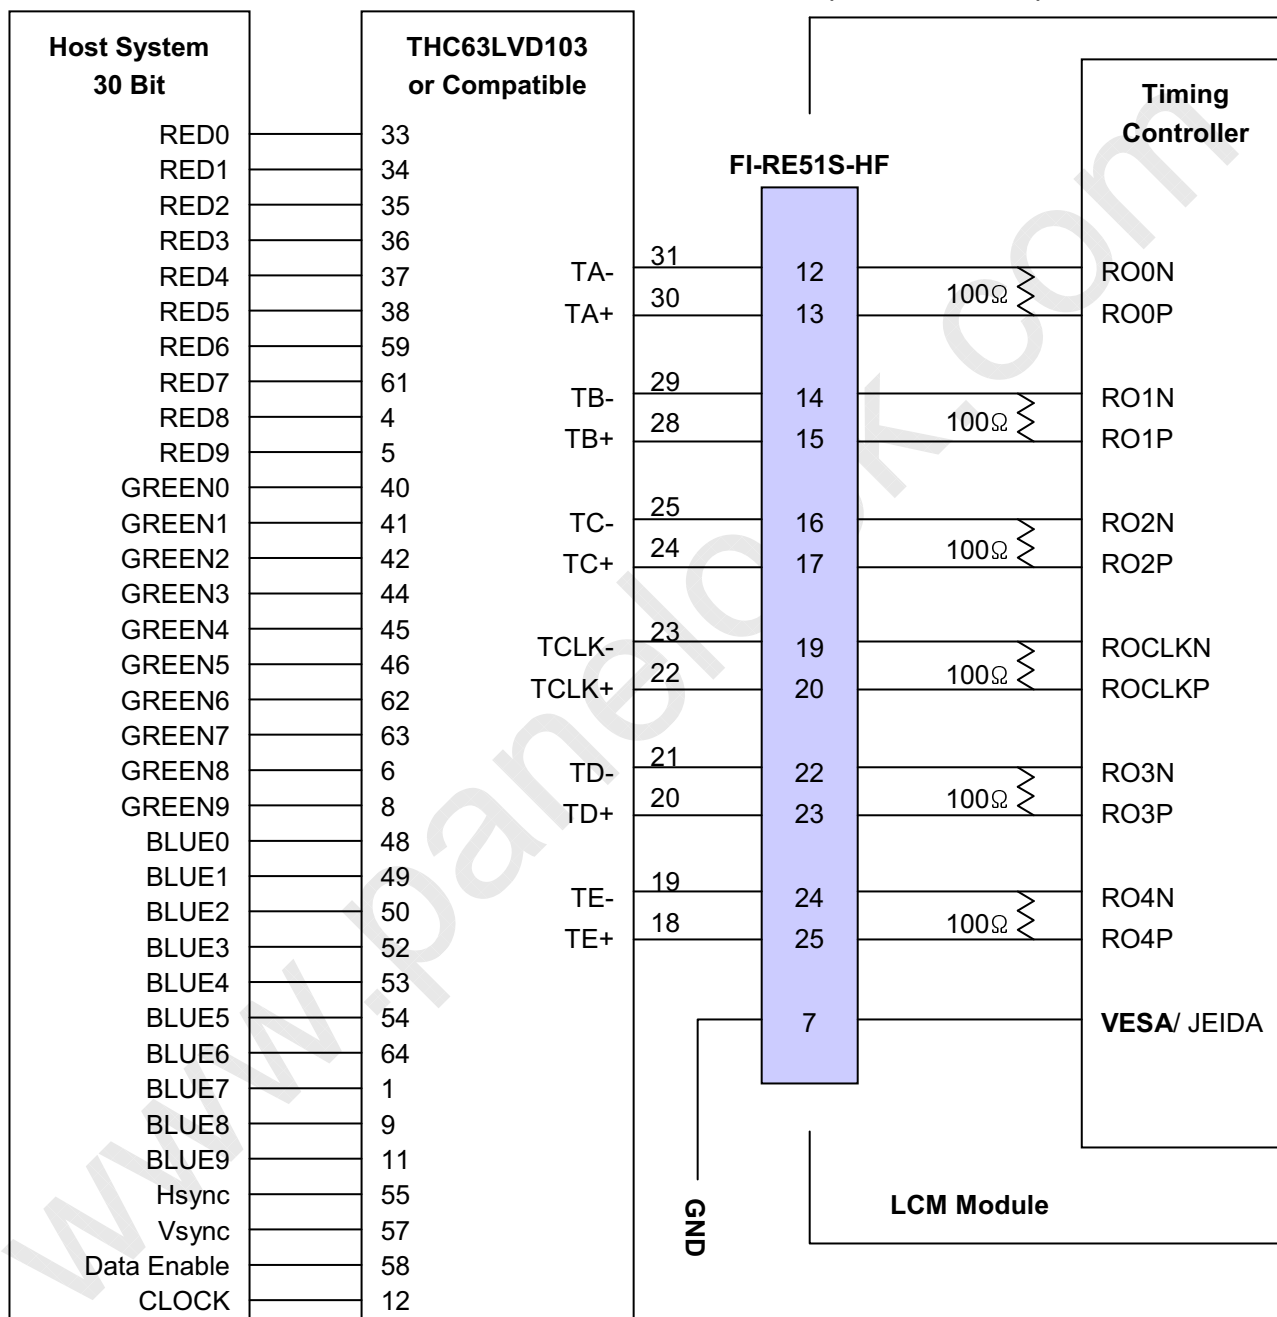 Host System
30 Bit
RED0
RED1
RED2
RED3
RED4
RED5
RED6
RED7
RED8
RED9
GREEN0
GREEN1
GREEN2
GREEN3
GREEN4
GREEN5
GREEN6
GREEN7
GREEN8
GREEN9
BLUE0
BLUE1
BLUE2
BLUE3
BLUE4
BLUE5
BLUE6
BLUE7
BLUE8
BLUE9
Hsync
Vsync
Data Enable
CLOCK
THC63LVD103
or Compatible
33
34
35
36
37
38
59
61
4
5
40
41
42
44
45
46
62
63
6
8
48
49
50
52
53
54
64
1
9
11
55
57
58
12
TA- 31
TA+ 30
TB- 29
TB+ 28
TC- 25
TC+ 24
TCLK- 23
TCLK+ 22
TD- 21
TD+ 20
TE- 19
TE+ 18
GND
FI-RE51S-HF
12
13
14
15
16
17
19
20
22
23
24
25
7
100Ω
100Ω
100Ω
100Ω
100Ω
100Ω
Timing
Controller
RO0N
RO0P
RO1N
RO1P
RO2N
RO2P
ROCLKN
ROCLKP
RO3N
RO3P
RO4N
RO4P
VESA/ JEIDA
LCM Module